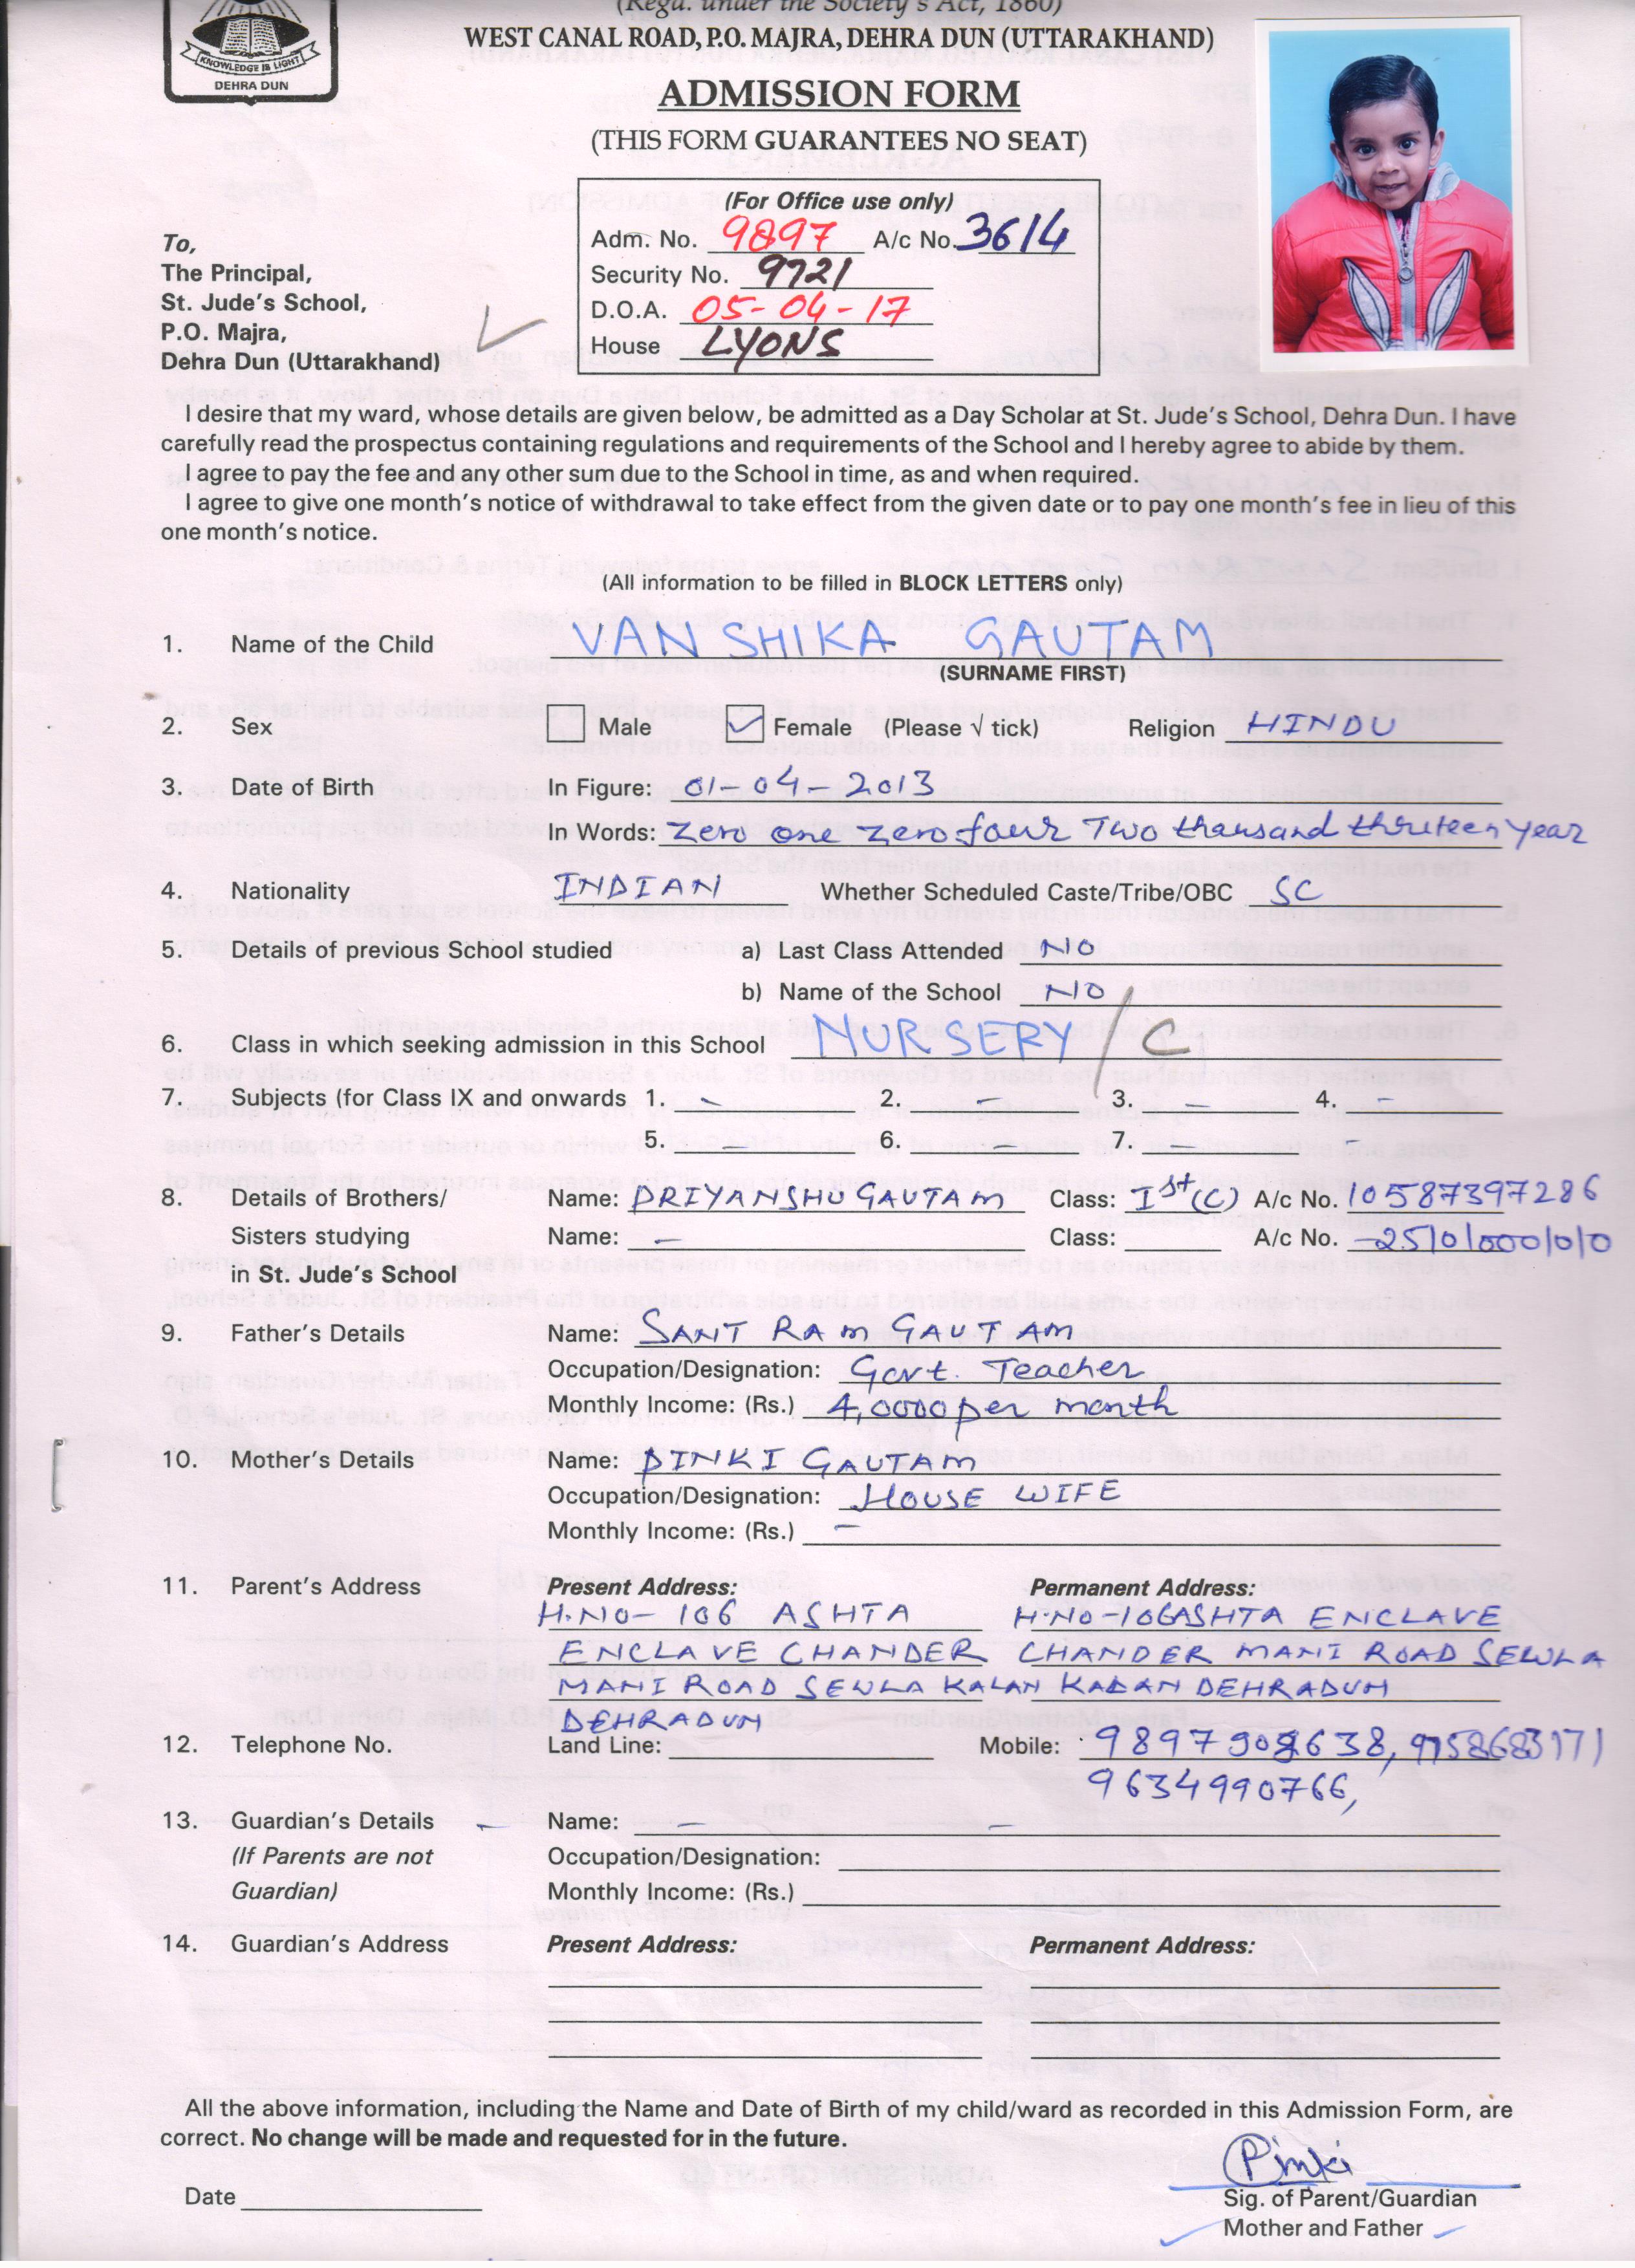 (Regd. under the Society's Act, 1860)
WEST CANAL ROAD, P.O. MAJRA, DEHRA DUN (UTTARAKHAND)
KNOWLEDGE IS LIGHT
DEHRA DUN
ADMISSION FORM
(THIS FORM GUARANTEES NO SEAT)
(For Office use only)
Adm. No. 9897 A/c No. 3614
Security No. 9721
D.O.A. 05-04-17
House LYONS
To,
The Principal,
St. Jude's School,
P.O. Majra,
Dehra Dun (Uttarakhand)
I desire that my ward, whose details are given below, be admitted as a Day Scholar at St. Jude's School, Dehra Dun. I have
carefully read the prospectus containing regulations and requirements of the School and I hereby agree to abide by them.
I agree to pay the fee and any other sum due to the School in time, as and when required.
I agree to give one month's notice of withdrawal to take effect from the given date or to pay one month's fee in lieu of this
one month's notice.
(All information to be filled in BLOCK LETTERS only)
1. Name of the Child VANSHIKA GAUTAM
(SURNAME FIRST)
2. Sex Male Female (Please √ tick) Religion HINDU
3. Date of Birth In Figure: 01-04-2013
In Words: Zero one Zero four Two thousand thruteen year
4. Nationality INDIAN Whether Scheduled Caste/Tribe/OBC SC
5. Details of previous School studied a) Last Class Attended NO
b) Name of the School NO
6. Class in which seeking admission in this School NURSERY / C
7. Subjects (for Class IX and onwards 1. - 2. - 3. - 4. -
5. - 6. - 7. -
8. Details of Brothers/ Name: PRIYANSHU GAUTAM Class: Ist (C) A/c No. 10587397286
Sisters studying Name: - Class: A/c No.
in St. Jude's School
9. Father's Details Name: SANT RAM GAUTAM
Occupation/Designation: Govt. Teacher
Monthly Income: (Rs.) 4,0000 per month
10. Mother's Details Name: PINKI GAUTAM
Occupation/Designation: HOUSE WIFE
Monthly Income: (Rs.) -
11. Parent's Address Present Address: Permanent Address:
H.NO- 106 ASHTA H.NO-106 ASHTA ENCLAVE
ENCLAVE CHANDER CHANDER MANI ROAD SEWLA
MANI ROAD SEWLA KALAN KALAN DEHRADUN
DEHRADUN
12. Telephone No. Land Line: Mobile:
9634990766,
13. Guardian's Details - Name: - -
(If Parents are not Occupation/Designation:
Guardian) Monthly Income: (Rs.)
14. Guardian's Address Present Address: Permanent Address:
All the above information, including the Name and Date of Birth of my child/ward as recorded in this Admission Form, are
correct. No change will be made and requested for in the future.
Pinki
Date Sig. of Parent/Guardian
Mother and Father